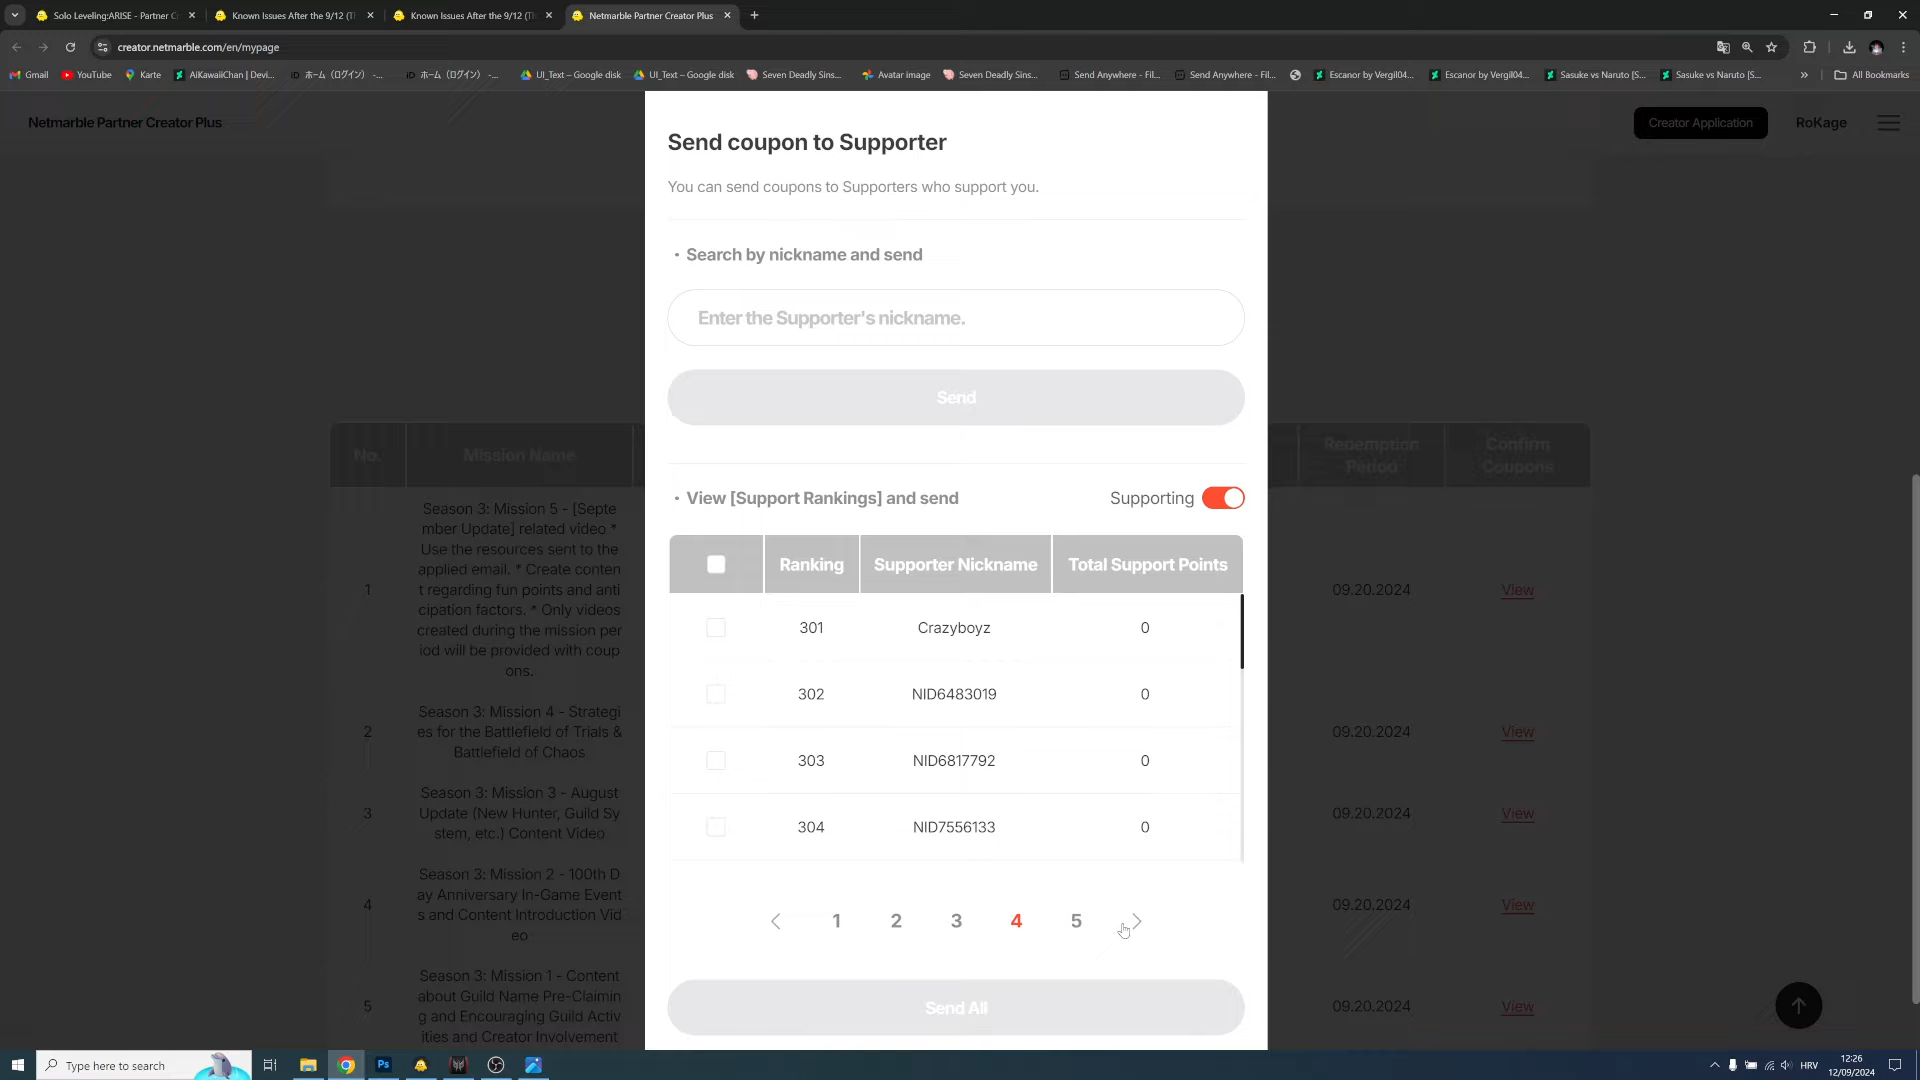 Solo Leveling:ARISE - Partner C
Known Issues After the 9/12 (T
Known Issues After the 9/12 (T
Netmarble Partner Creator Plus
creator.netmarble.com/en/mypage
Gmail
YouTube
Karte
AiKawaiiChan | Devi...
ホーム（ログイン） -...
ホーム（ログイン） -...
UI_Text – Google disk
UI_Text – Google disk
Seven Deadly Sins...
Avatar image
Seven Deadly Sins...
Send Anywhere - Fil...
Send Anywhere - Fil...
Escanor by Vergil04...
Escanor by Vergil04...
Sasuke vs Naruto [S...
Sasuke vs Naruto [S...
All Bookmarks
Netmarble Partner Creator Plus
Creator Application
RoKage
Send coupon to Supporter
You can send coupons to Supporters who support you.
· Search by nickname and send
Enter the Supporter's nickname.
Send
· View [Support Rankings] and send
Supporting
Ranking
Supporter Nickname
Total Support Points
301 Crazyboyz 0
302 NID6483019 0
303 NID6817792 0
304 NID7556133 0
1 2 3 4 5
Send All
No.
Mission Name
Redemption
Period
Confirm
Coupons
1
Season 3: Mission 5 - [Septe
mber Update] related video *
Use the resources sent to the
applied email. * Create conten
t regarding fun points and anti
cipation factors. * Only videos
created during the mission per
iod will be provided with coup
ons.
09.20.2024
View
2
Season 3: Mission 4 - Strategi
es for the Battlefield of Trials &
Battlefield of Chaos
09.20.2024
View
3
Season 3: Mission 3 - August
Update (New Hunter, Guild Sy
stem, etc.) Content Video
09.20.2024
View
4
Season 3: Mission 2 - 100th D
ay Anniversary In-Game Event
s and Content Introduction Vid
eo
09.20.2024
View
5
Season 3: Mission 1 - Content
about Guild Name Pre-Claimin
g and Encouraging Guild Activ
ities and Creator Involvement
09.20.2024
View
Type here to search
Ps
HRV
12:26
12/09/2024